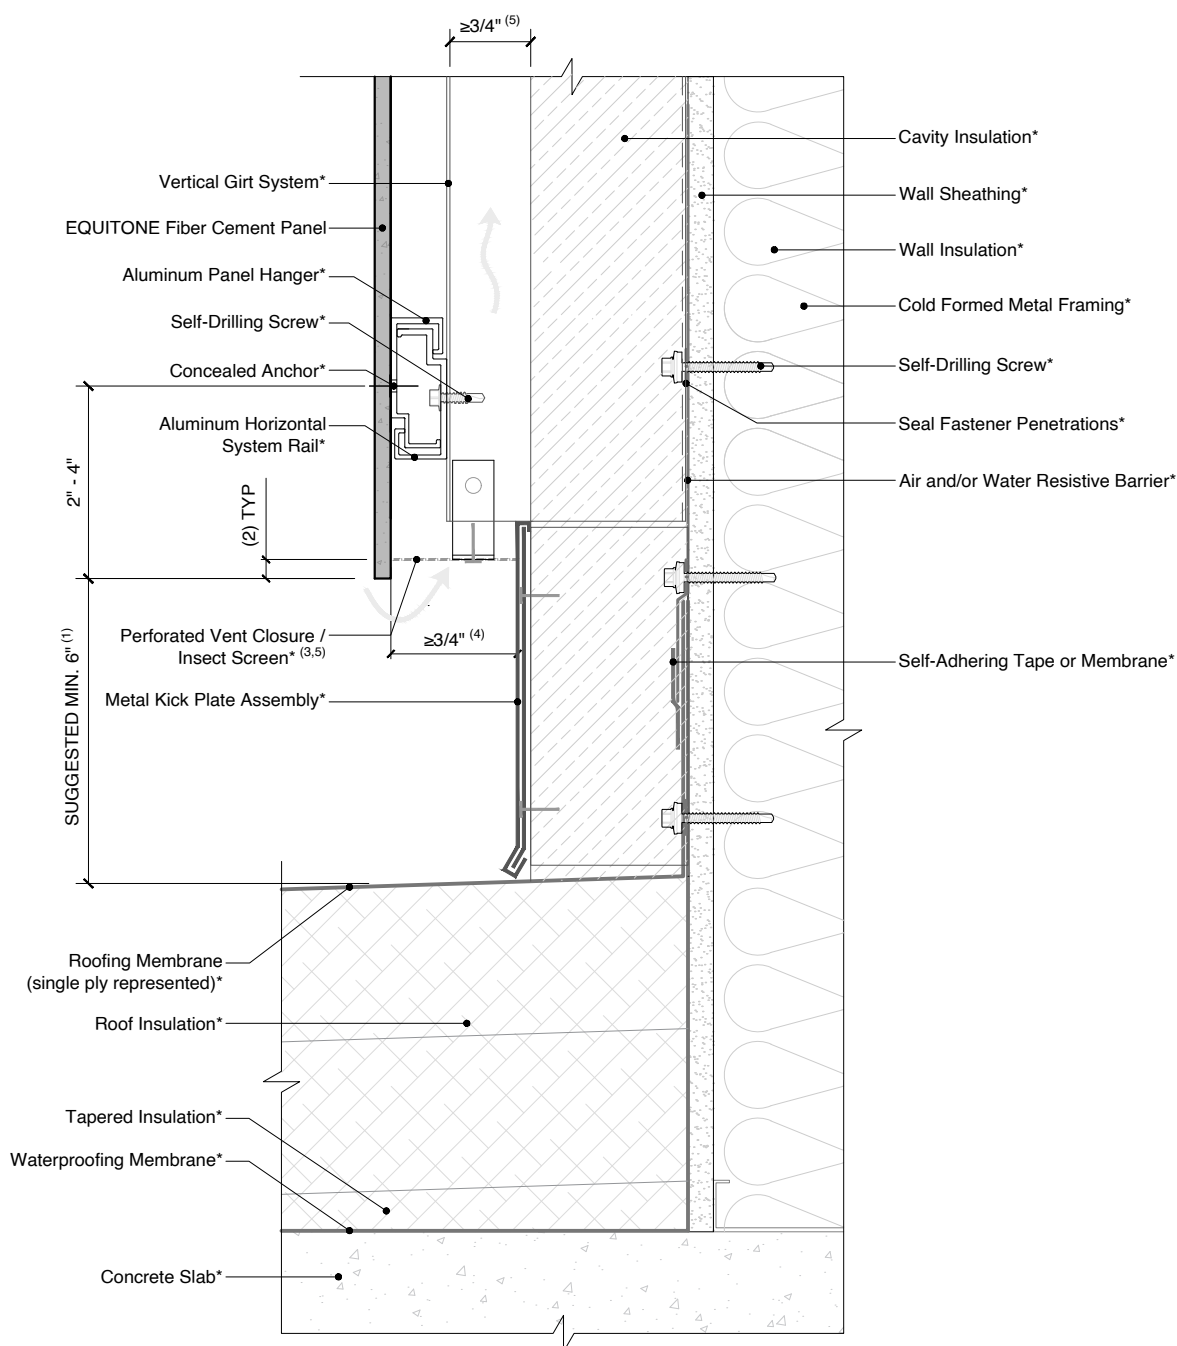 ≥3/4" (5)
Cavity Insulation*
Vertical Girt System*
Wall Sheathing*
EQUITONE Fiber Cement Panel
Wall Insulation*
Aluminum Panel Hanger*
Cold Formed Metal Framing*
Self-Drilling Screw*
Self-Drilling Screw*
Concealed Anchor*
Aluminum Horizontal
System Rail*
Seal Fastener Penetrations*
2" - 4"
Air and/or Water Resistive Barrier*
(2) TYP
Perforated Vent Closure /
Insect Screen* (3,5)
≥3/4" (4)
Self-Adhering Tape or Membrane*
Metal Kick Plate Assembly*
SUGGESTED MIN. 6" (1)
Roofing Membrane
(single ply represented)*
Roof Insulation*
Tapered Insulation*
Waterproofing Membrane*
Concrete Slab*